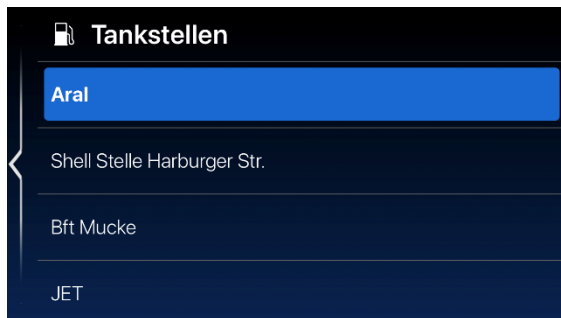 Tankstellen
Aral
Shell Stelle Harburger Str.
Bft Mucke
JET